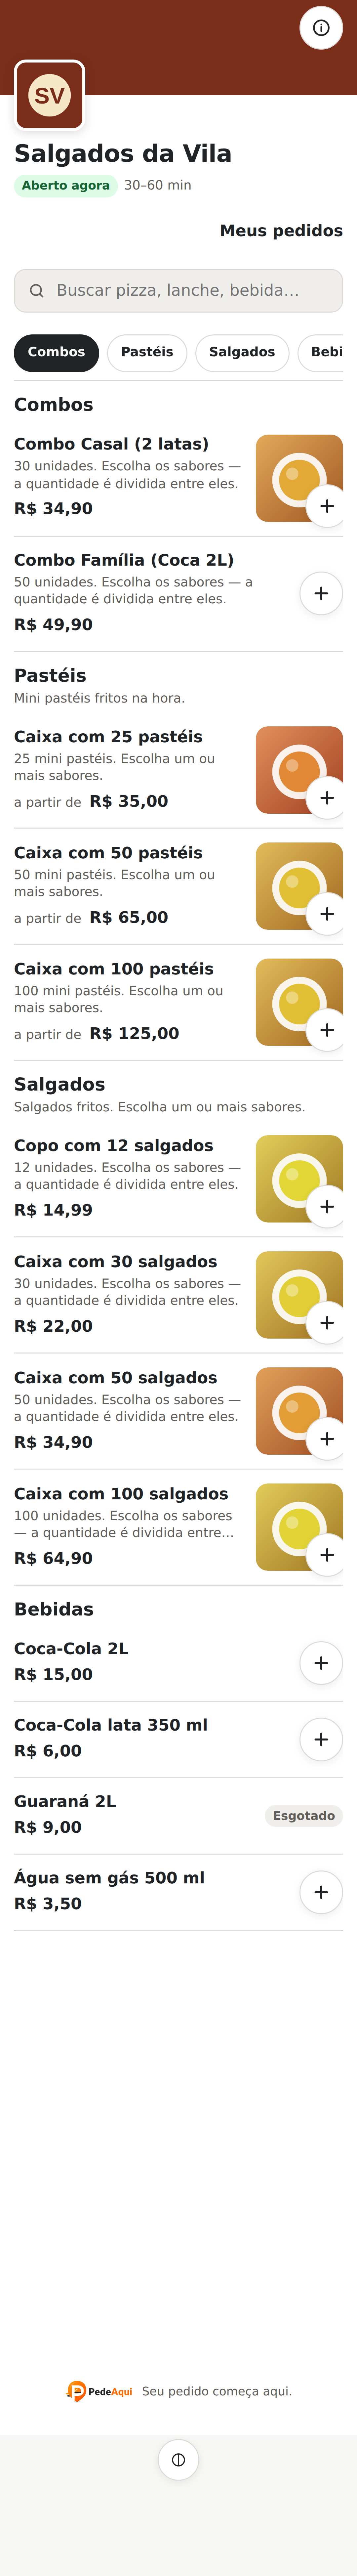 SV
Salgados da Vila
Aberto agora 30–60 min
Meus pedidos
Buscar pizza, lanche, bebida...
Combos Pastéis Salgados Bebi
Combos
Combo Casal (2 latas)
30 unidades. Escolha os sabores —
a quantidade é dividida entre eles.
R$ 34,90
Combo Família (Coca 2L)
50 unidades. Escolha os sabores — a
quantidade é dividida entre eles.
R$ 49,90
Pastéis
Mini pastéis fritos na hora.
Caixa com 25 pastéis
25 mini pastéis. Escolha um ou
mais sabores.
a partir de R$ 35,00
Caixa com 50 pastéis
50 mini pastéis. Escolha um ou
mais sabores.
a partir de R$ 65,00
Caixa com 100 pastéis
100 mini pastéis. Escolha um ou
mais sabores.
a partir de R$ 125,00
Salgados
Salgados fritos. Escolha um ou mais sabores.
Copo com 12 salgados
12 unidades. Escolha os sabores —
a quantidade é dividida entre eles.
R$ 14,99
Caixa com 30 salgados
30 unidades. Escolha os sabores —
a quantidade é dividida entre eles.
R$ 22,00
Caixa com 50 salgados
50 unidades. Escolha os sabores —
a quantidade é dividida entre eles.
R$ 34,90
Caixa com 100 salgados
100 unidades. Escolha os sabores
— a quantidade é dividida entre...
R$ 64,90
Bebidas
Coca-Cola 2L
R$ 15,00
Coca-Cola lata 350 ml
R$ 6,00
Guaraná 2L
R$ 9,00
Esgotado
Água sem gás 500 ml
R$ 3,50
PedeAqui Seu pedido começa aqui.